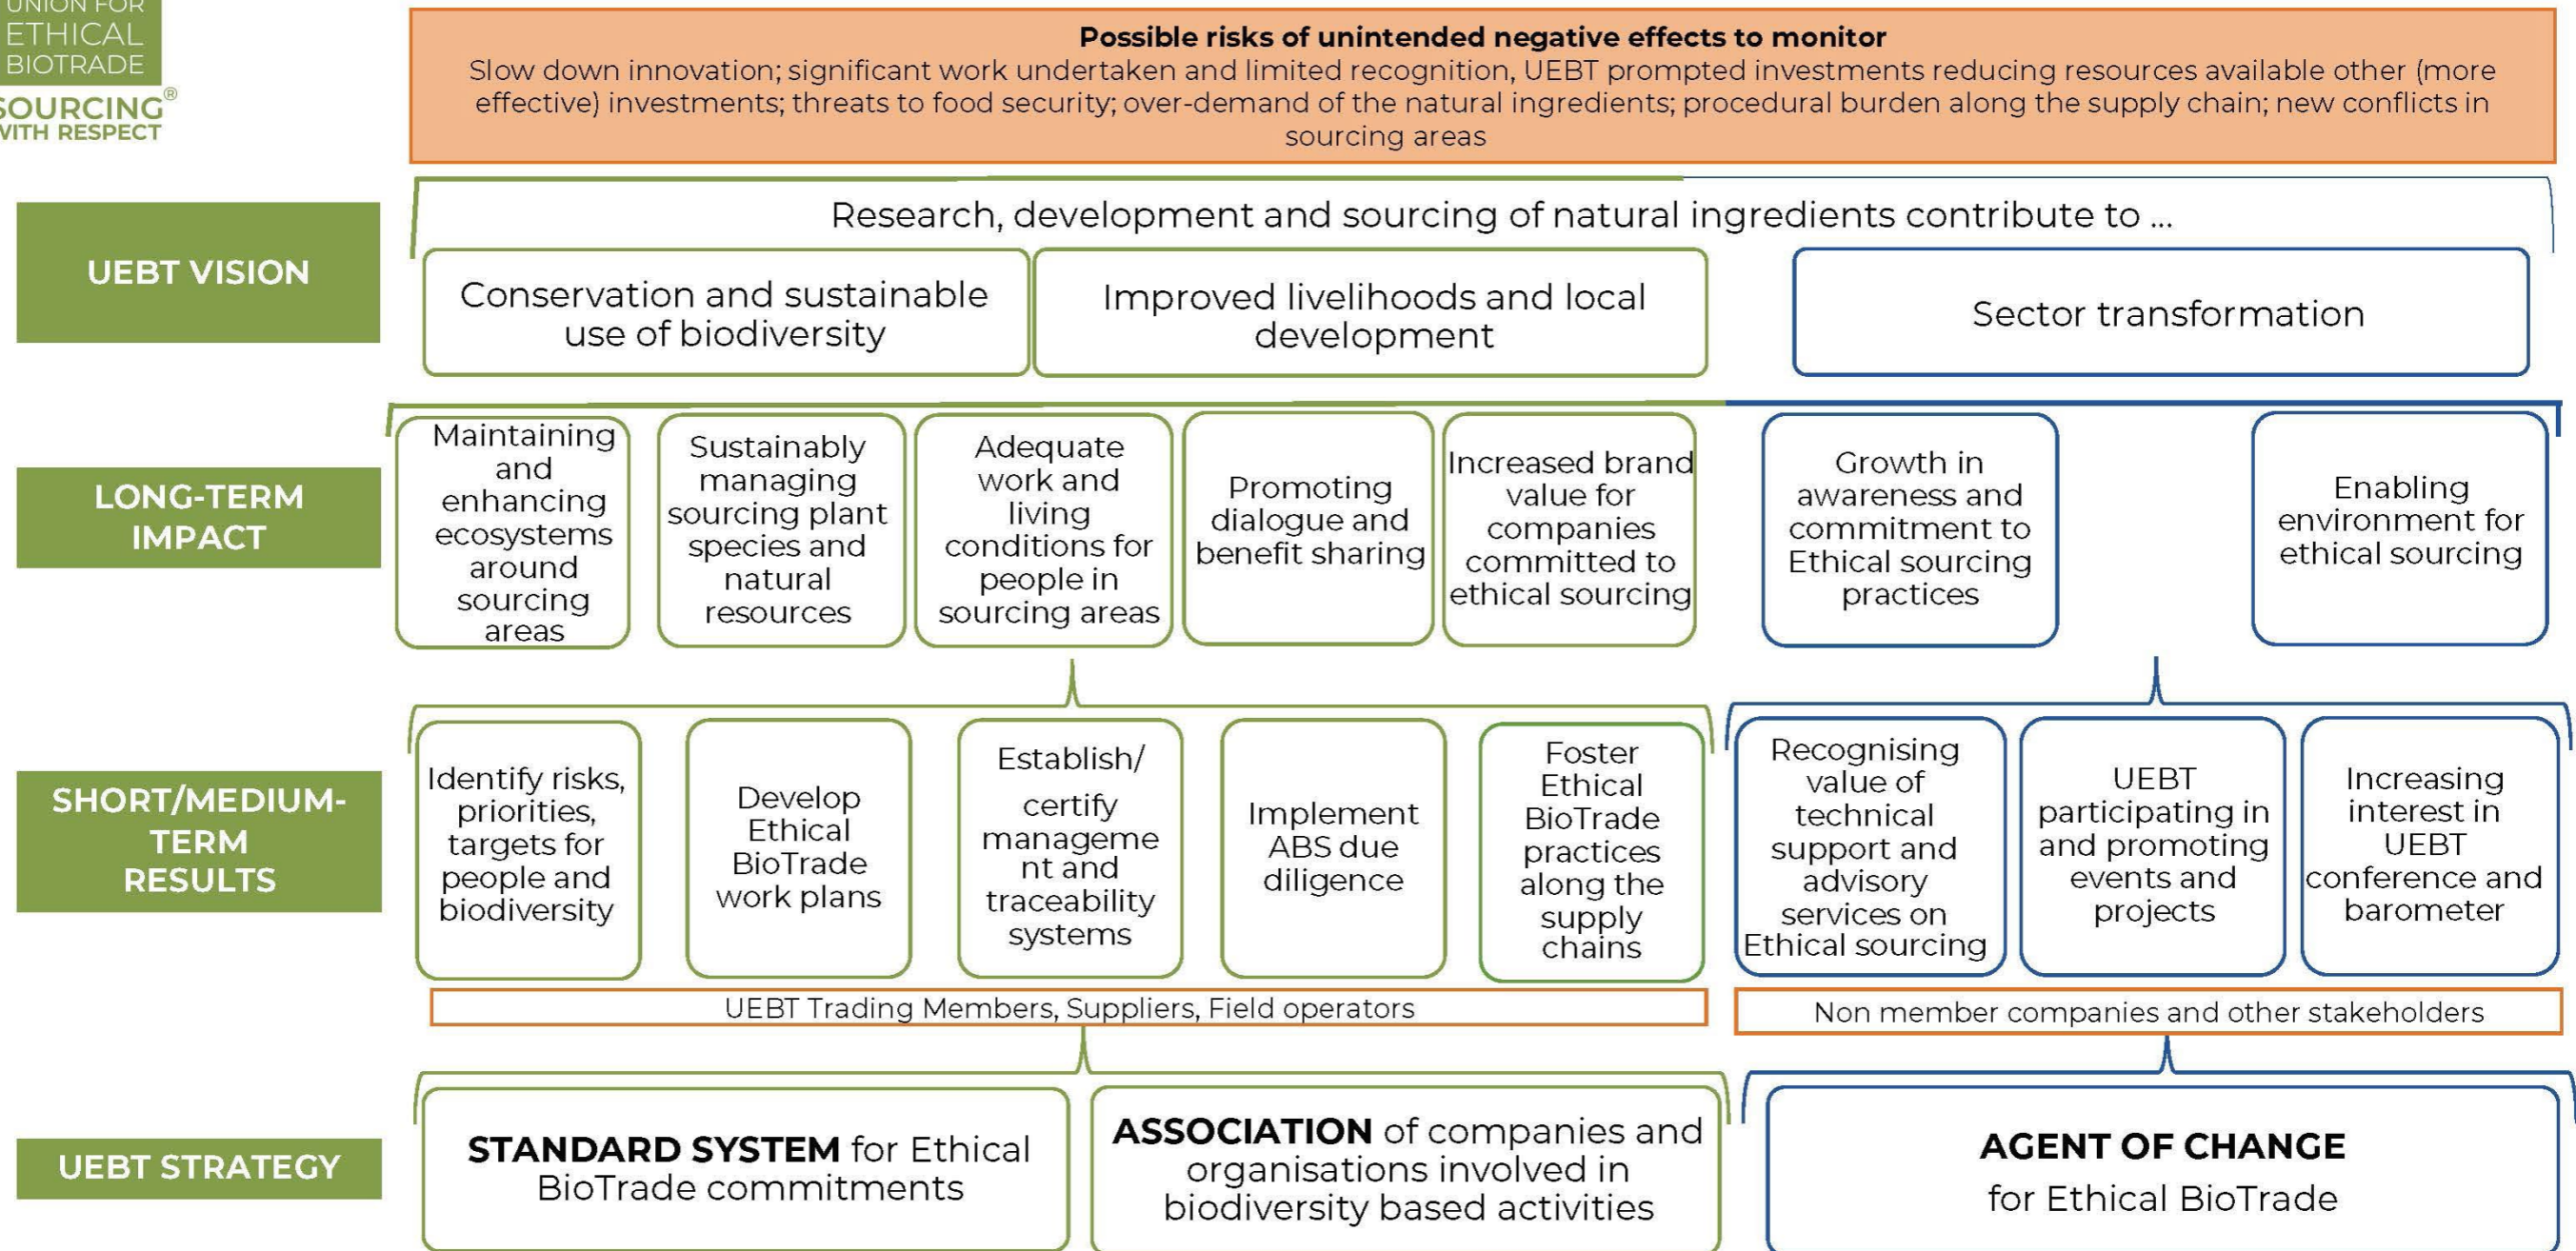 UNION FOR
ETHICAL
BIOTRADE
SOURCING®
WITH RESPECT
Possible risks of unintended negative effects to monitor
Slow down innovation; significant work undertaken and limited recognition, UEBT prompted investments reducing resources available other (more
effective) investments; threats to food security; over-demand of the natural ingredients; procedural burden along the supply chain; new conflicts in
sourcing areas
UEBT VISION
Research, development and sourcing of natural ingredients contribute to ...
Conservation and sustainable
use of biodiversity
Improved livelihoods and local
development
Sector transformation
LONG-TERM
IMPACT
Maintaining
and
enhancing
ecosystems
around
sourcing
areas
Sustainably
managing
sourcing plant
species and
natural
resources
Adequate
work and
living
conditions for
people in
sourcing areas
Promoting
dialogue and
benefit sharing
Increased brand
value for
companies
committed to
ethical sourcing
Growth in
awareness and
commitment to
Ethical sourcing
practices
Enabling
environment for
ethical sourcing
SHORT/MEDIUM-
TERM
RESULTS
Identify risks,
priorities,
targets for
people and
biodiversity
Develop
Ethical
BioTrade
work plans
Establish/
certify
manageme
nt and
traceability
systems
Implement
ABS due
diligence
Foster
Ethical
BioTrade
practices
along the
supply
chains
Recognising
value of
technical
support and
advisory
services on
Ethical sourcing
UEBT
participating in
and promoting
events and
projects
Increasing
interest in
UEBT
conference and
barometer
UEBT Trading Members, Suppliers, Field operators
Non member companies and other stakeholders
UEBT STRATEGY
STANDARD SYSTEM for Ethical
BioTrade commitments
ASSOCIATION of companies and
organisations involved in
biodiversity based activities
AGENT OF CHANGE
for Ethical BioTrade